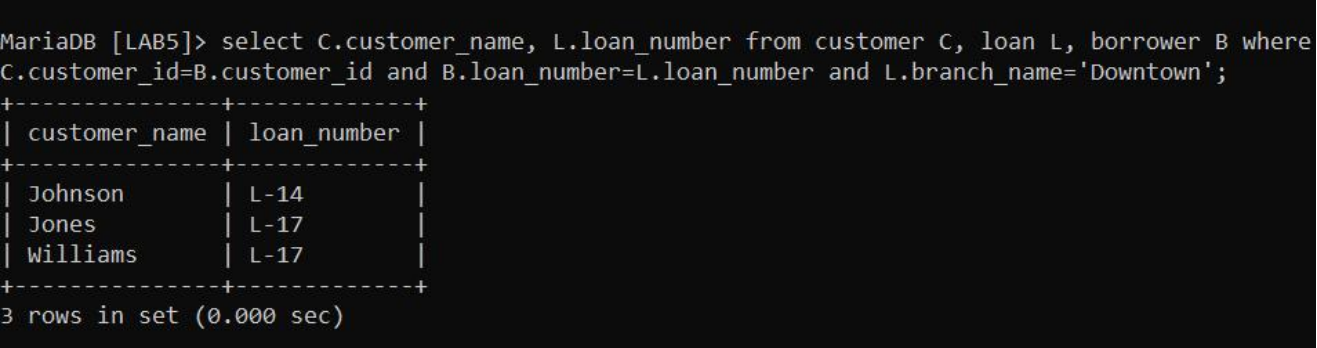 MariaDB [LAB5]> select C.customer_name, L.loan_number from customer C, loan L, borrower B where
C.customer_id=B.customer_id and B.loan_number=L.loan_number and L.branch_name='Downtown';
+---------------+-------------+
| customer_name | loan_number |
+---------------+-------------+
| Johnson       | L-14        |
| Jones         | L-17        |
| Williams      | L-17        |
+---------------+-------------+
3 rows in set (0.000 sec)